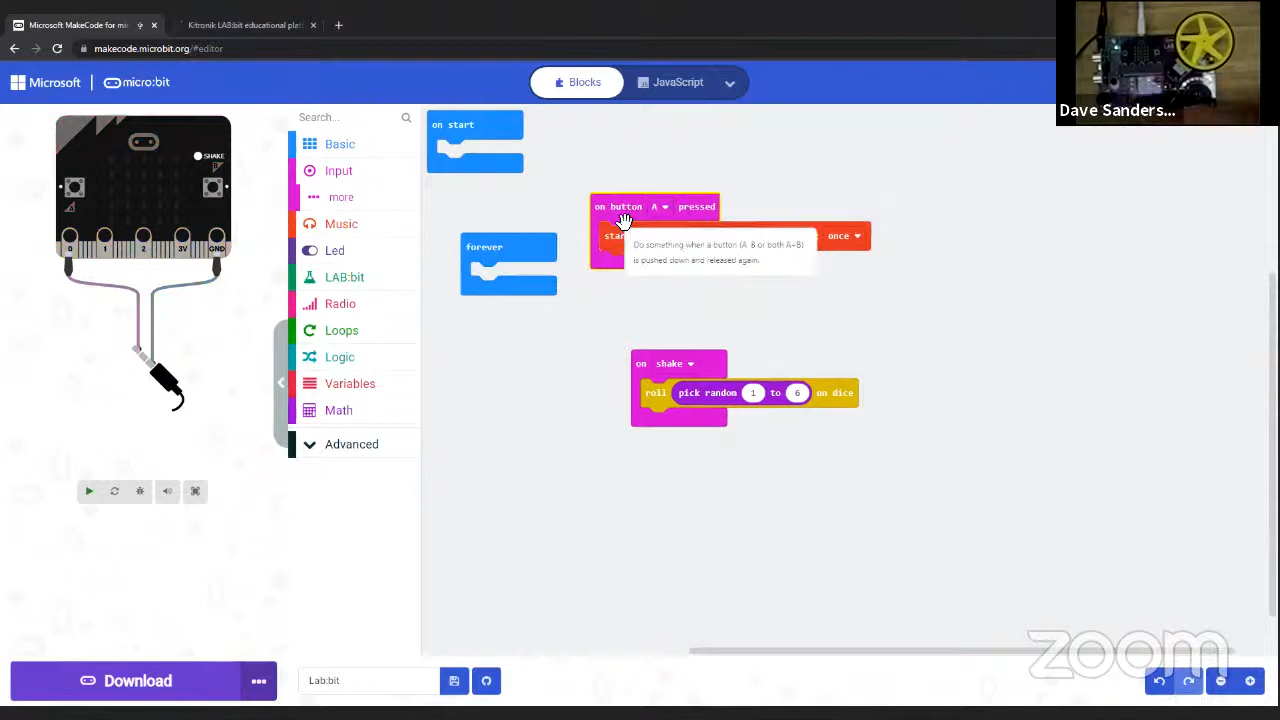 Microsoft MakeCode for mi
Kitronik LAB:bit educational plat
makecode.microbit.org/#editor
Microsoft
micro:bit
Blocks
JavaScript
Dave Sanders...
SHAKE
B
A
0 1 2 3V GND
Search...
Basic
Input
more
Music
Led
LAB:bit
Radio
Loops
Logic
Variables
Math
Advanced
on start
forever
on button A pressed
star
once
Do something when a button (A, B or both A+B)
is pushed down and released again.
on shake
roll pick random 1 to 6 on dice
Download
Lab:bit
zoom